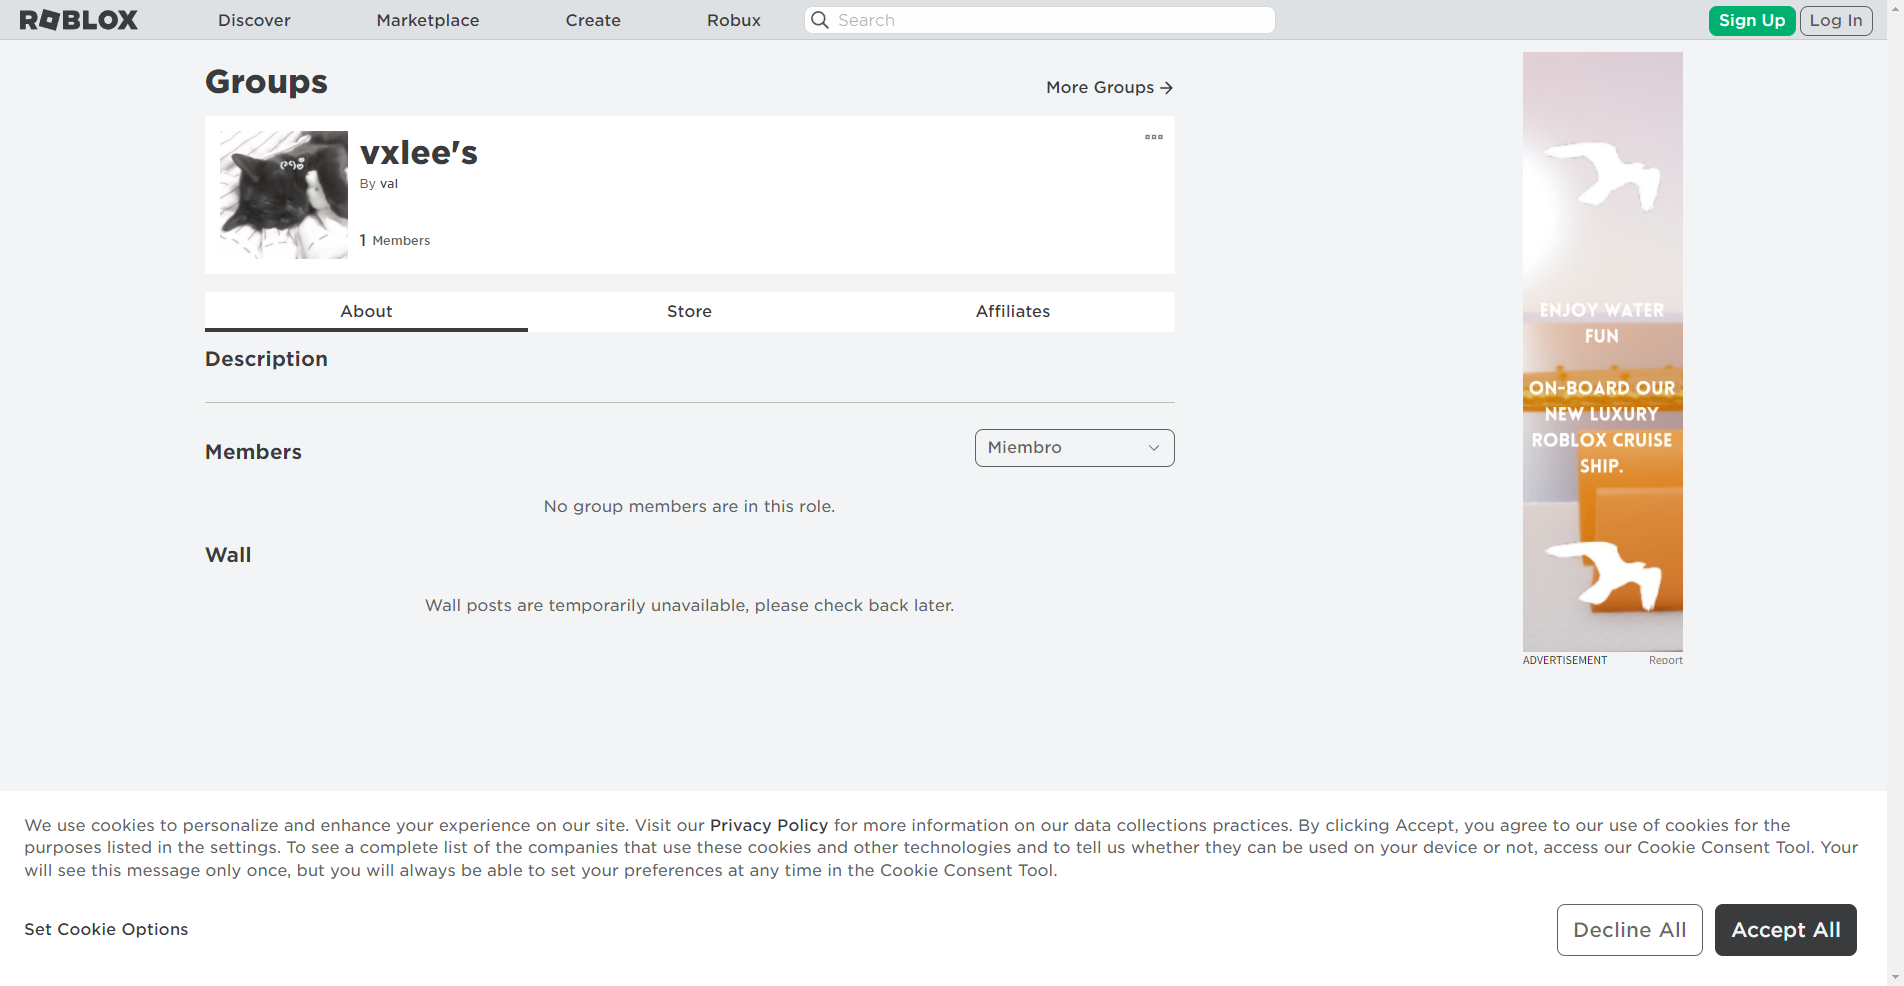 ROBLOX
Discover
Marketplace
Create
Robux
Search
Sign Up
Log In
Groups
More Groups →
vxlee's
By val
1 Members
About
Store
Affiliates
Description
Members
Miembro
No group members are in this role.
Wall
Wall posts are temporarily unavailable, please check back later.
ENJOY WATER
FUN
ON-BOARD OUR
NEW LUXURY
ROBLOX CRUISE
SHIP.
ADVERTISEMENT
Report
We use cookies to personalize and enhance your experience on our site. Visit our Privacy Policy for more information on our data collections practices. By clicking Accept, you agree to our use of cookies for the
purposes listed in the settings. To see a complete list of the companies that use these cookies and other technologies and to tell us whether they can be used on your device or not, access our Cookie Consent Tool. Your
will see this message only once, but you will always be able to set your preferences at any time in the Cookie Consent Tool.
Set Cookie Options
Decline All
Accept All